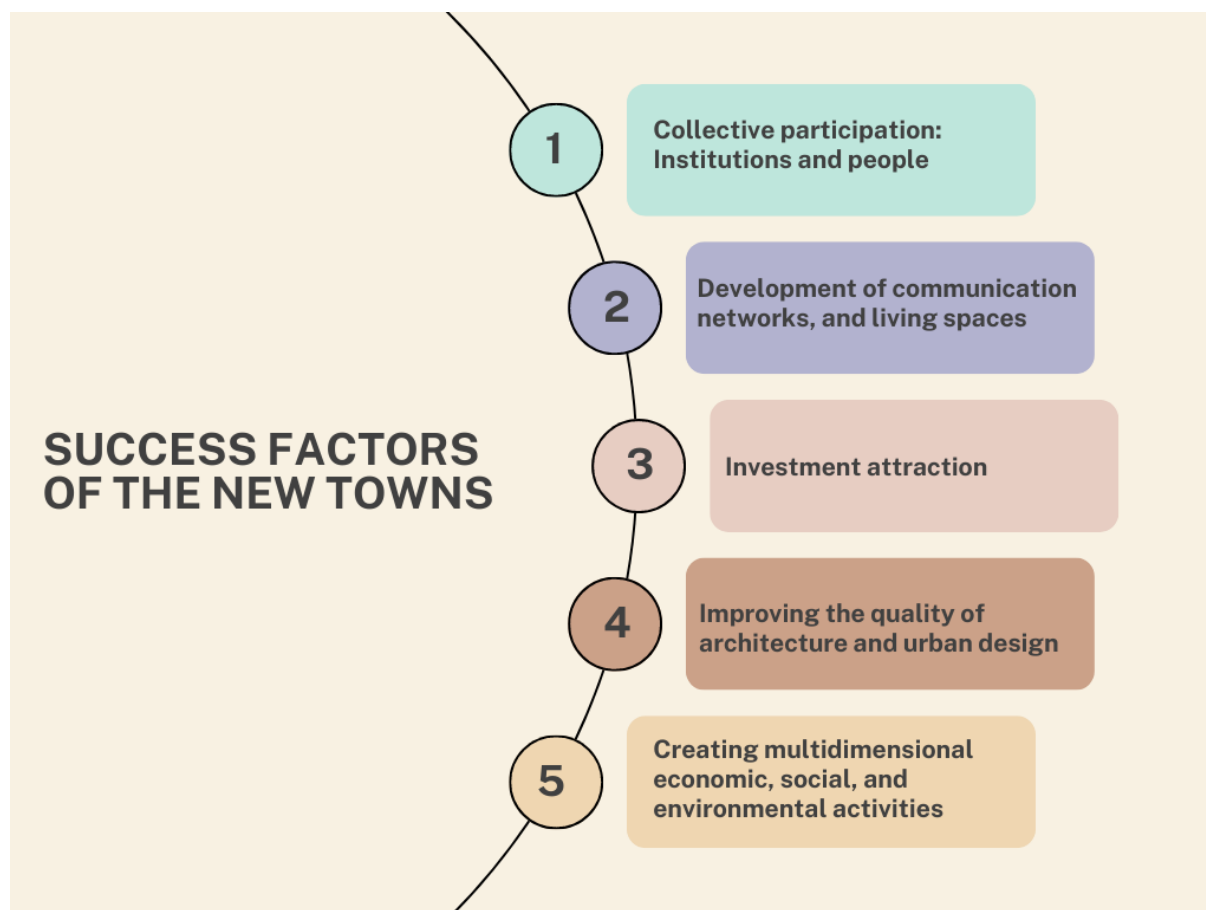 SUCCESS FACTORS
OF THE NEW TOWNS
1
Collective participation:
Institutions and people
2
Development of communication
networks, and living spaces
3
Investment attraction
4
Improving the quality of
architecture and urban design
5
Creating multidimensional
economic, social, and
environmental activities